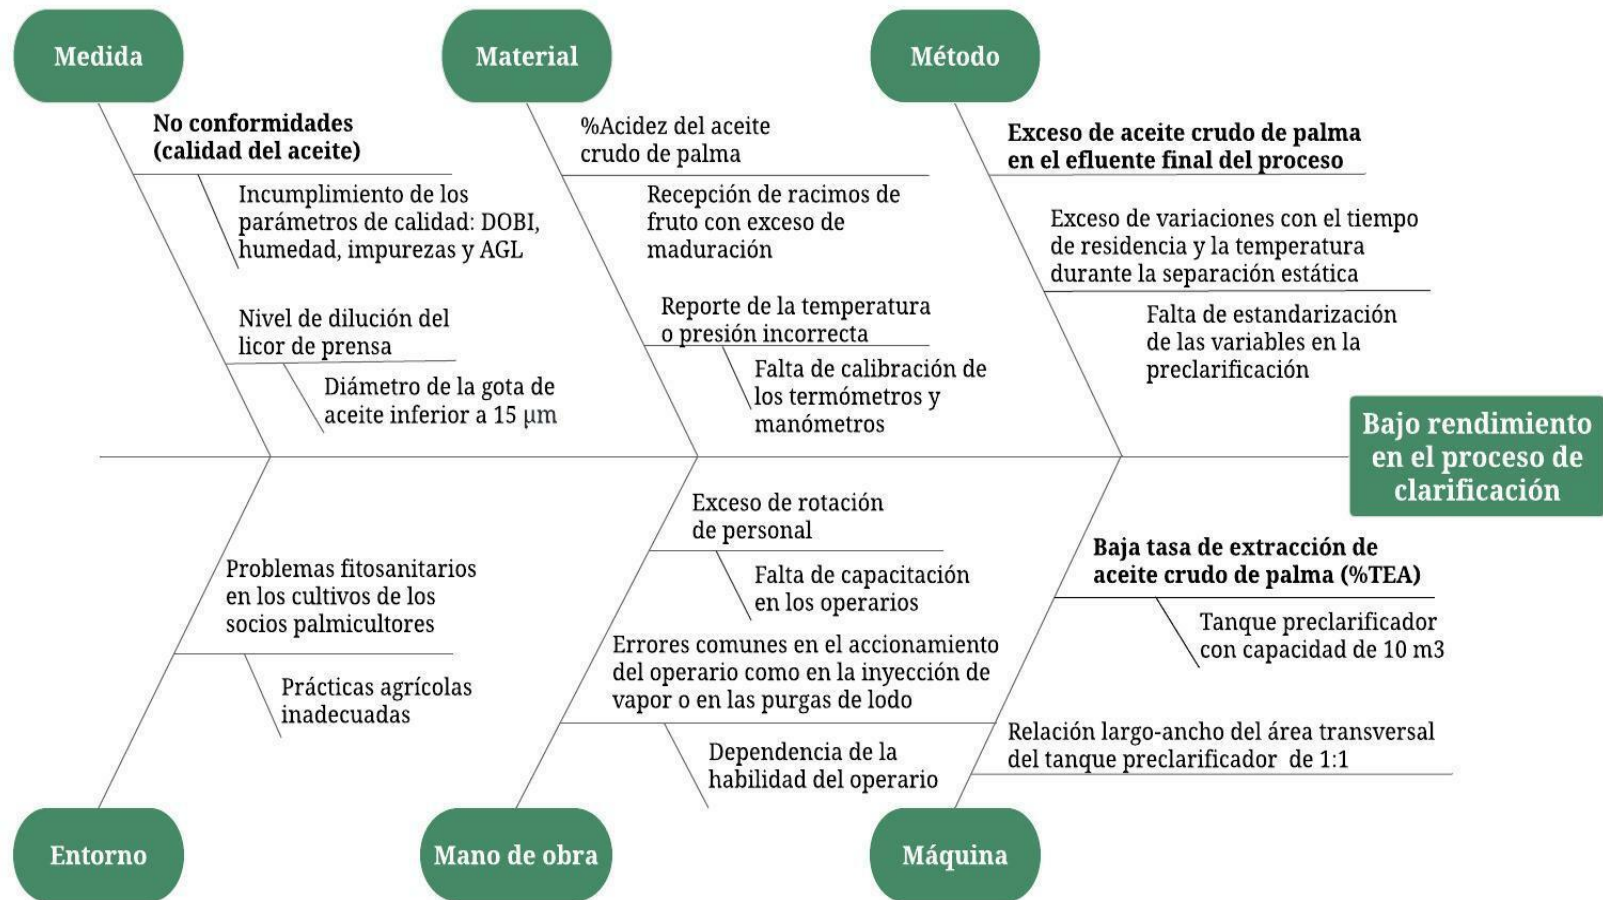 Medida
Material
Método
No conformidades
(calidad del aceite)
Incumplimiento de los
parámetros de calidad: DOBI,
humedad, impurezas y AGL
Nivel de dilución del
licor de prensa
Diámetro de la gota de
aceite inferior a 15 μm
%Acidez del aceite
crudo de palma
Recepción de racimos de
fruto con exceso de
maduración
Reporte de la temperatura
o presión incorrecta
Falta de calibración de
los termómetros y
manómetros
Exceso de aceite crudo de palma
en el efluente final del proceso
Exceso de variaciones con el tiempo
de residencia y la temperatura
durante la separación estática
Falta de estandarización
de las variables en la
preclarificación
Bajo rendimiento
en el proceso de
clarificación
Problemas fitosanitarios
en los cultivos de los
socios palmicultores
Prácticas agrícolas
inadecuadas
Exceso de rotación
de personal
Falta de capacitación
en los operarios
Errores comunes en el accionamiento
del operario como en la inyección de
vapor o en las purgas de lodo
Dependencia de la
habilidad del operario
Baja tasa de extracción de
aceite crudo de palma (%TEA)
Tanque preclarificador
con capacidad de 10 m3
Relación largo-ancho del área transversal
del tanque preclarificador de 1:1
Entorno
Mano de obra
Máquina